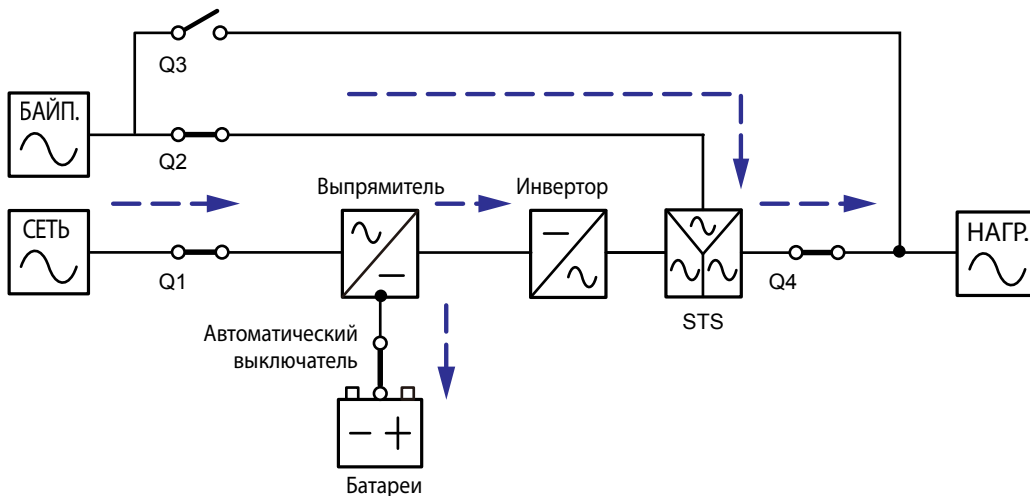 Q3
БАЙП.
Q2
Выпрямитель
Инвертор
СЕТЬ
НАГР.
Q1
Q4
STS
Автоматический
выключатель
Батареи